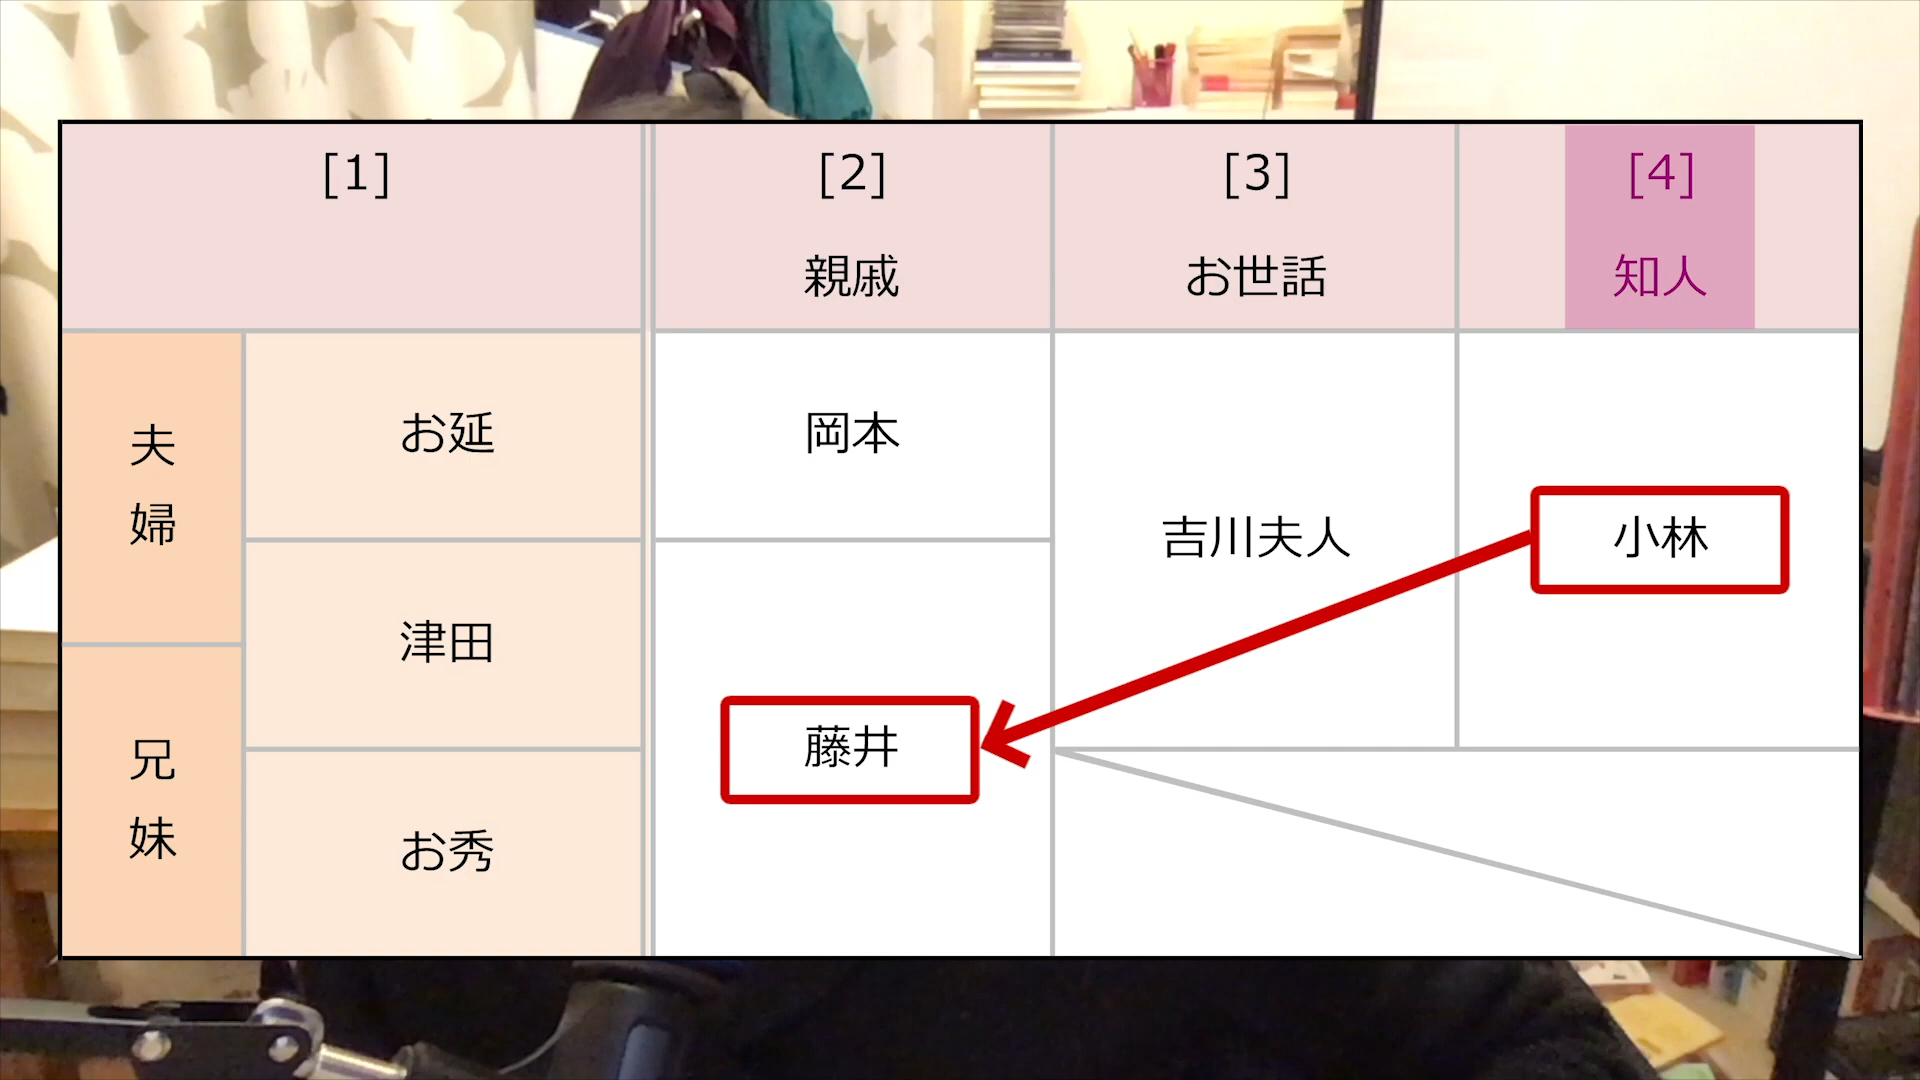 [1]
[2]
[3]
[4]
親戚
お世話
知人
夫婦
お延
岡本
吉川夫人
小林
津田
藤井
兄妹
お秀